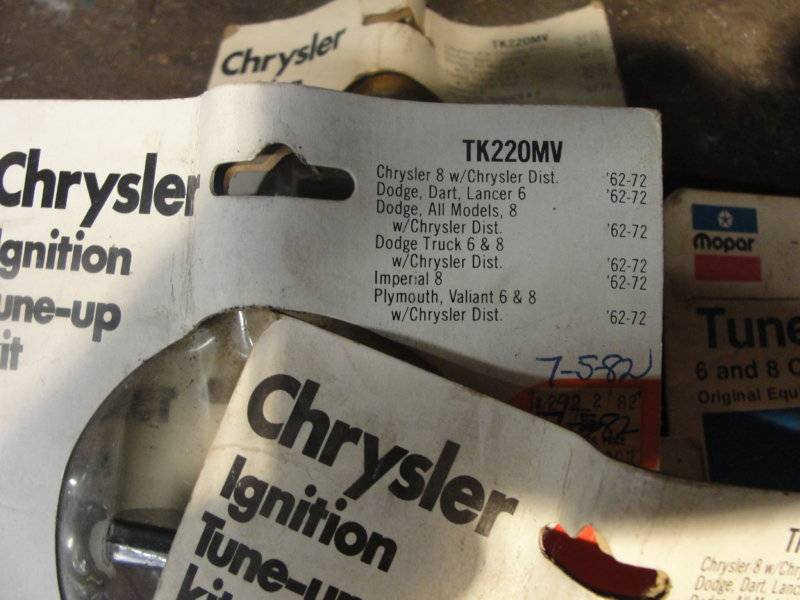 Chrysler
TK220MV
Chrysler
Ignition
Tune-up
kit
TK220MV
Chrysler 8 w/Chrysler Dist. '62-72
Dodge, Dart, Lancer 6 '62-72
Dodge, All Models, 8
w/Chrysler Dist. '62-72
Dodge Truck 6 & 8
w/Chrysler Dist. '62-72
Imperial 8 '62-72
Plymouth, Valiant 6 & 8
w/Chrysler Dist. '62-72
7-5-82
Mopar
Tune
6 and 8 C
Original Equ
Chrysler
Ignition
Tune-up
kit
Chrysler 8 w/Chry
Dodge, Dart, Lanc